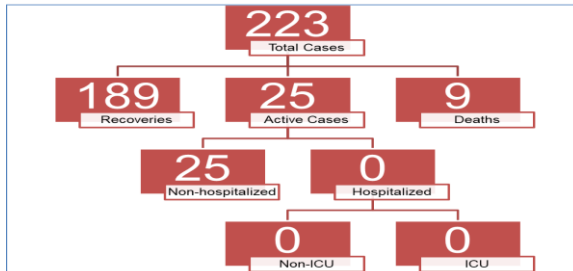 223
Total Cases
189
Recoveries
25
Active Cases
9
Deaths
25
Non-hospitalized
0
Hospitalized
0
Non-ICU
0
ICU